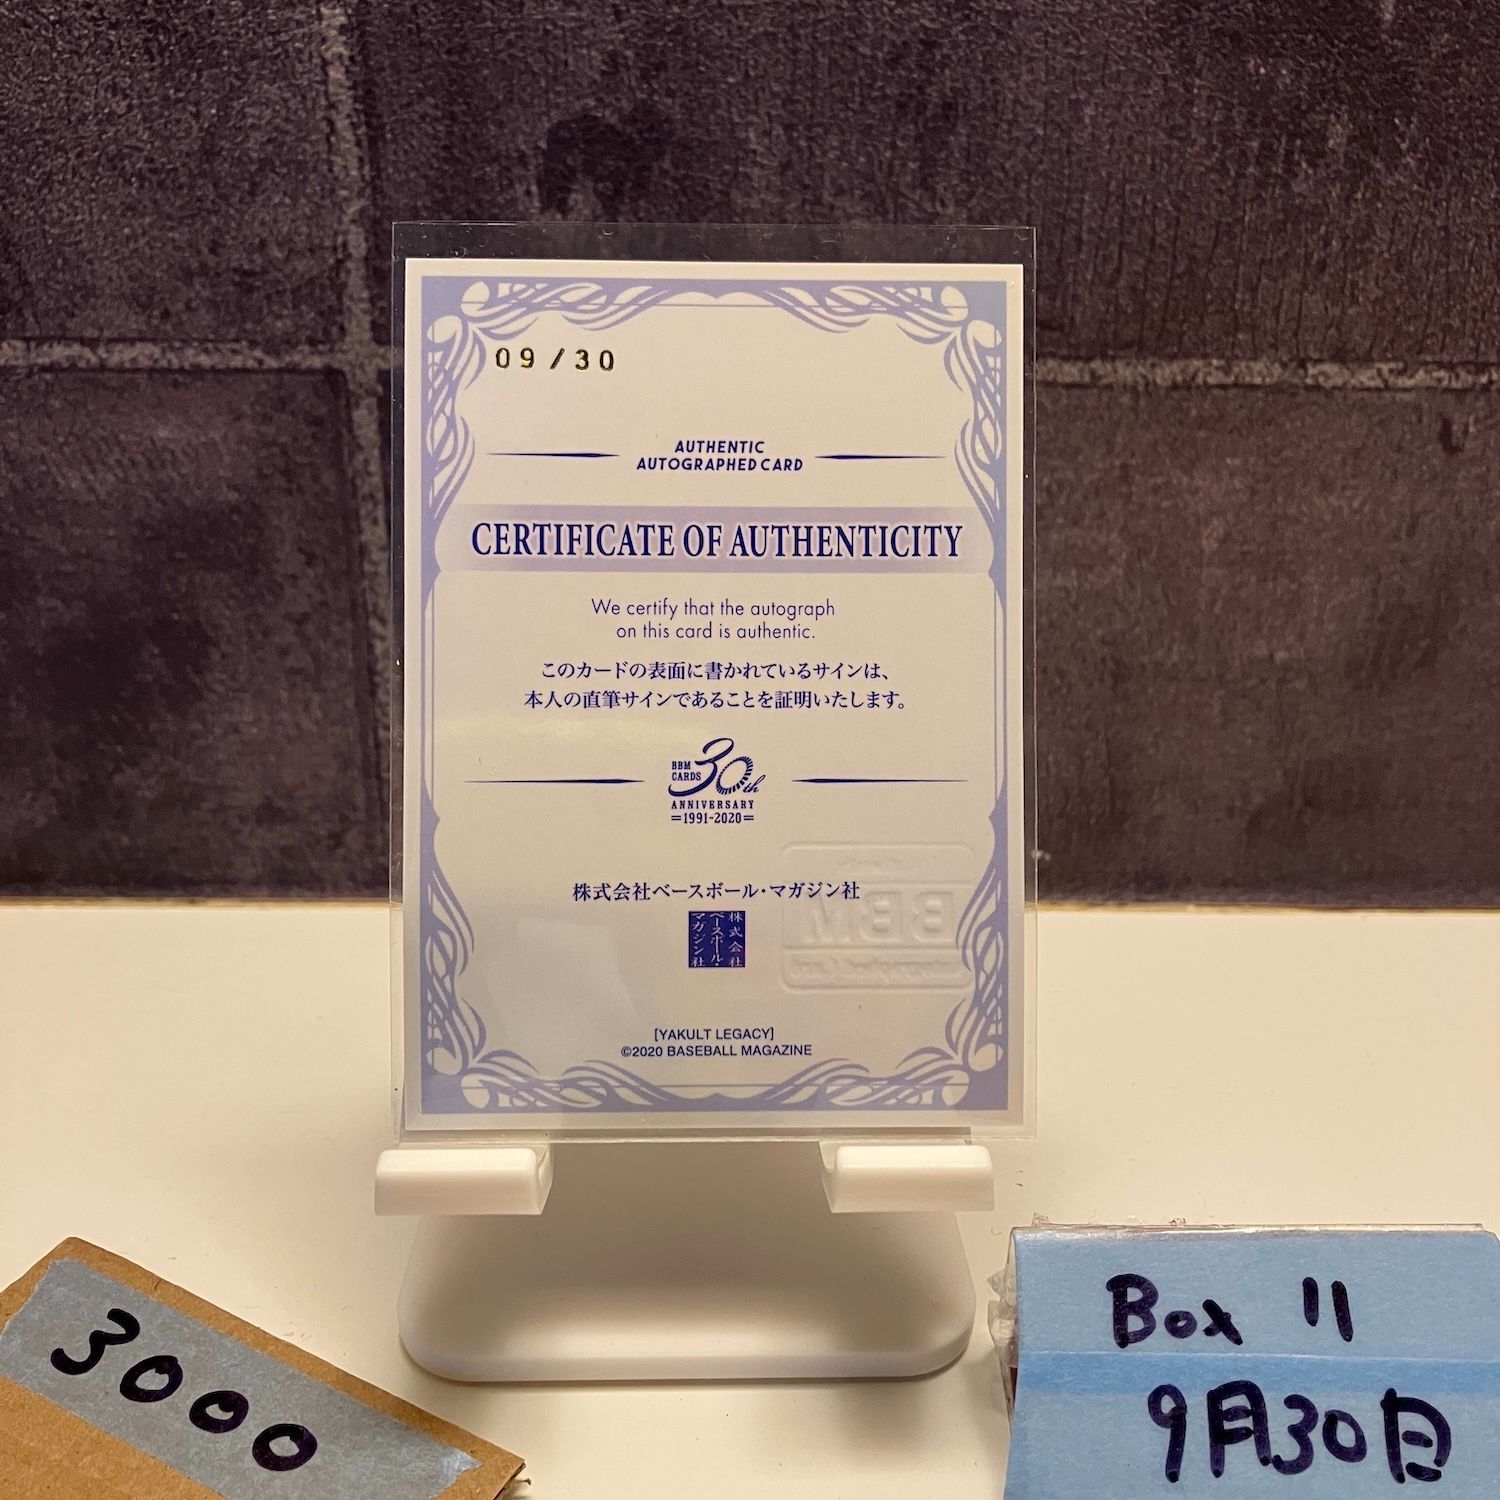 09/30
AUTHENTIC
AUTOGRAPHED CARD
CERTIFICATE OF AUTHENTICITY
We certify that the autograph
on this card is authentic.
このカードの表面に書かれているサインは、
本人の直筆サインであることを証明いたします。
BBM
CARDS
30th
ANNIVERSARY
=1991-2020=
株式会社ベースボール・マガジン社
株式会社
ベースボール・
マガジン社
BBM
[YAKULT LEGACY]
©2020 BASEBALL MAGAZINE
3000
Box 11
9月30日